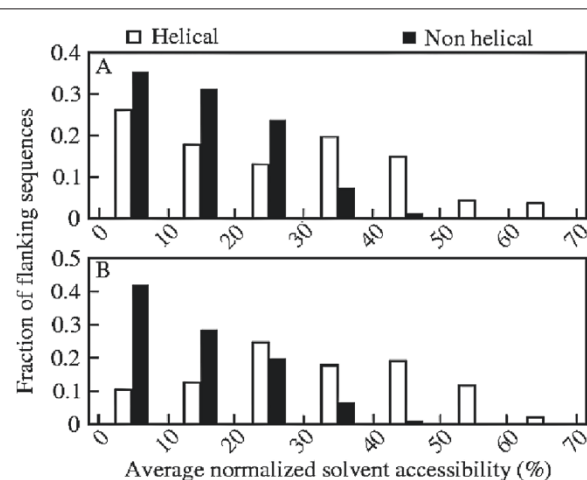 Helical
Non helical
Fraction of flanking sequences
A
0.4
0.3
0.2
0.1
0
0 10 20 30 40 50 60 70
B
0.5
0.4
0.3
0.2
0.1
0
0 10 20 30 40 50 60 70
Average normalized solvent accessibility (%)